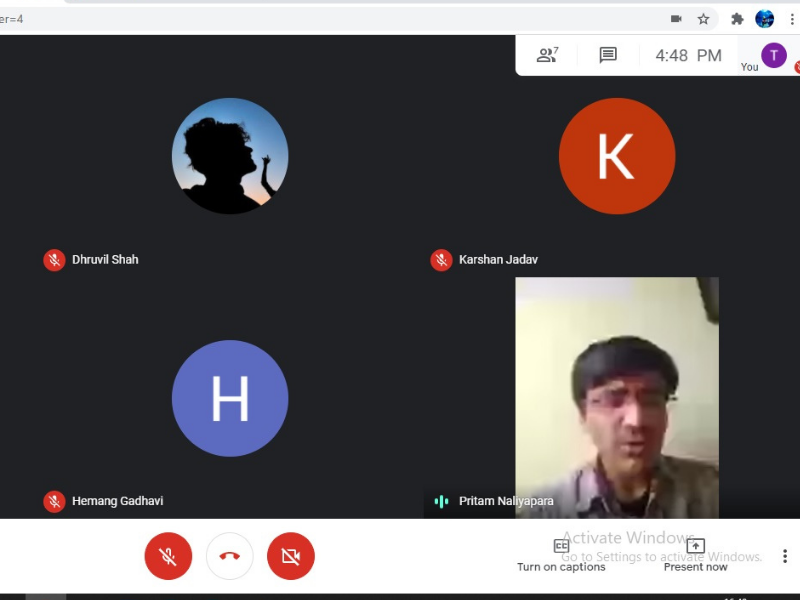 er=4
7
4:48 PM
You
T
K
Dhruvil Shah
Karshan Jadav
H
Hemang Gadhavi
Pritam Naliyapara
Activate Windows
Go to Settings to activate Windows.
CC
Turn on captions
Present now